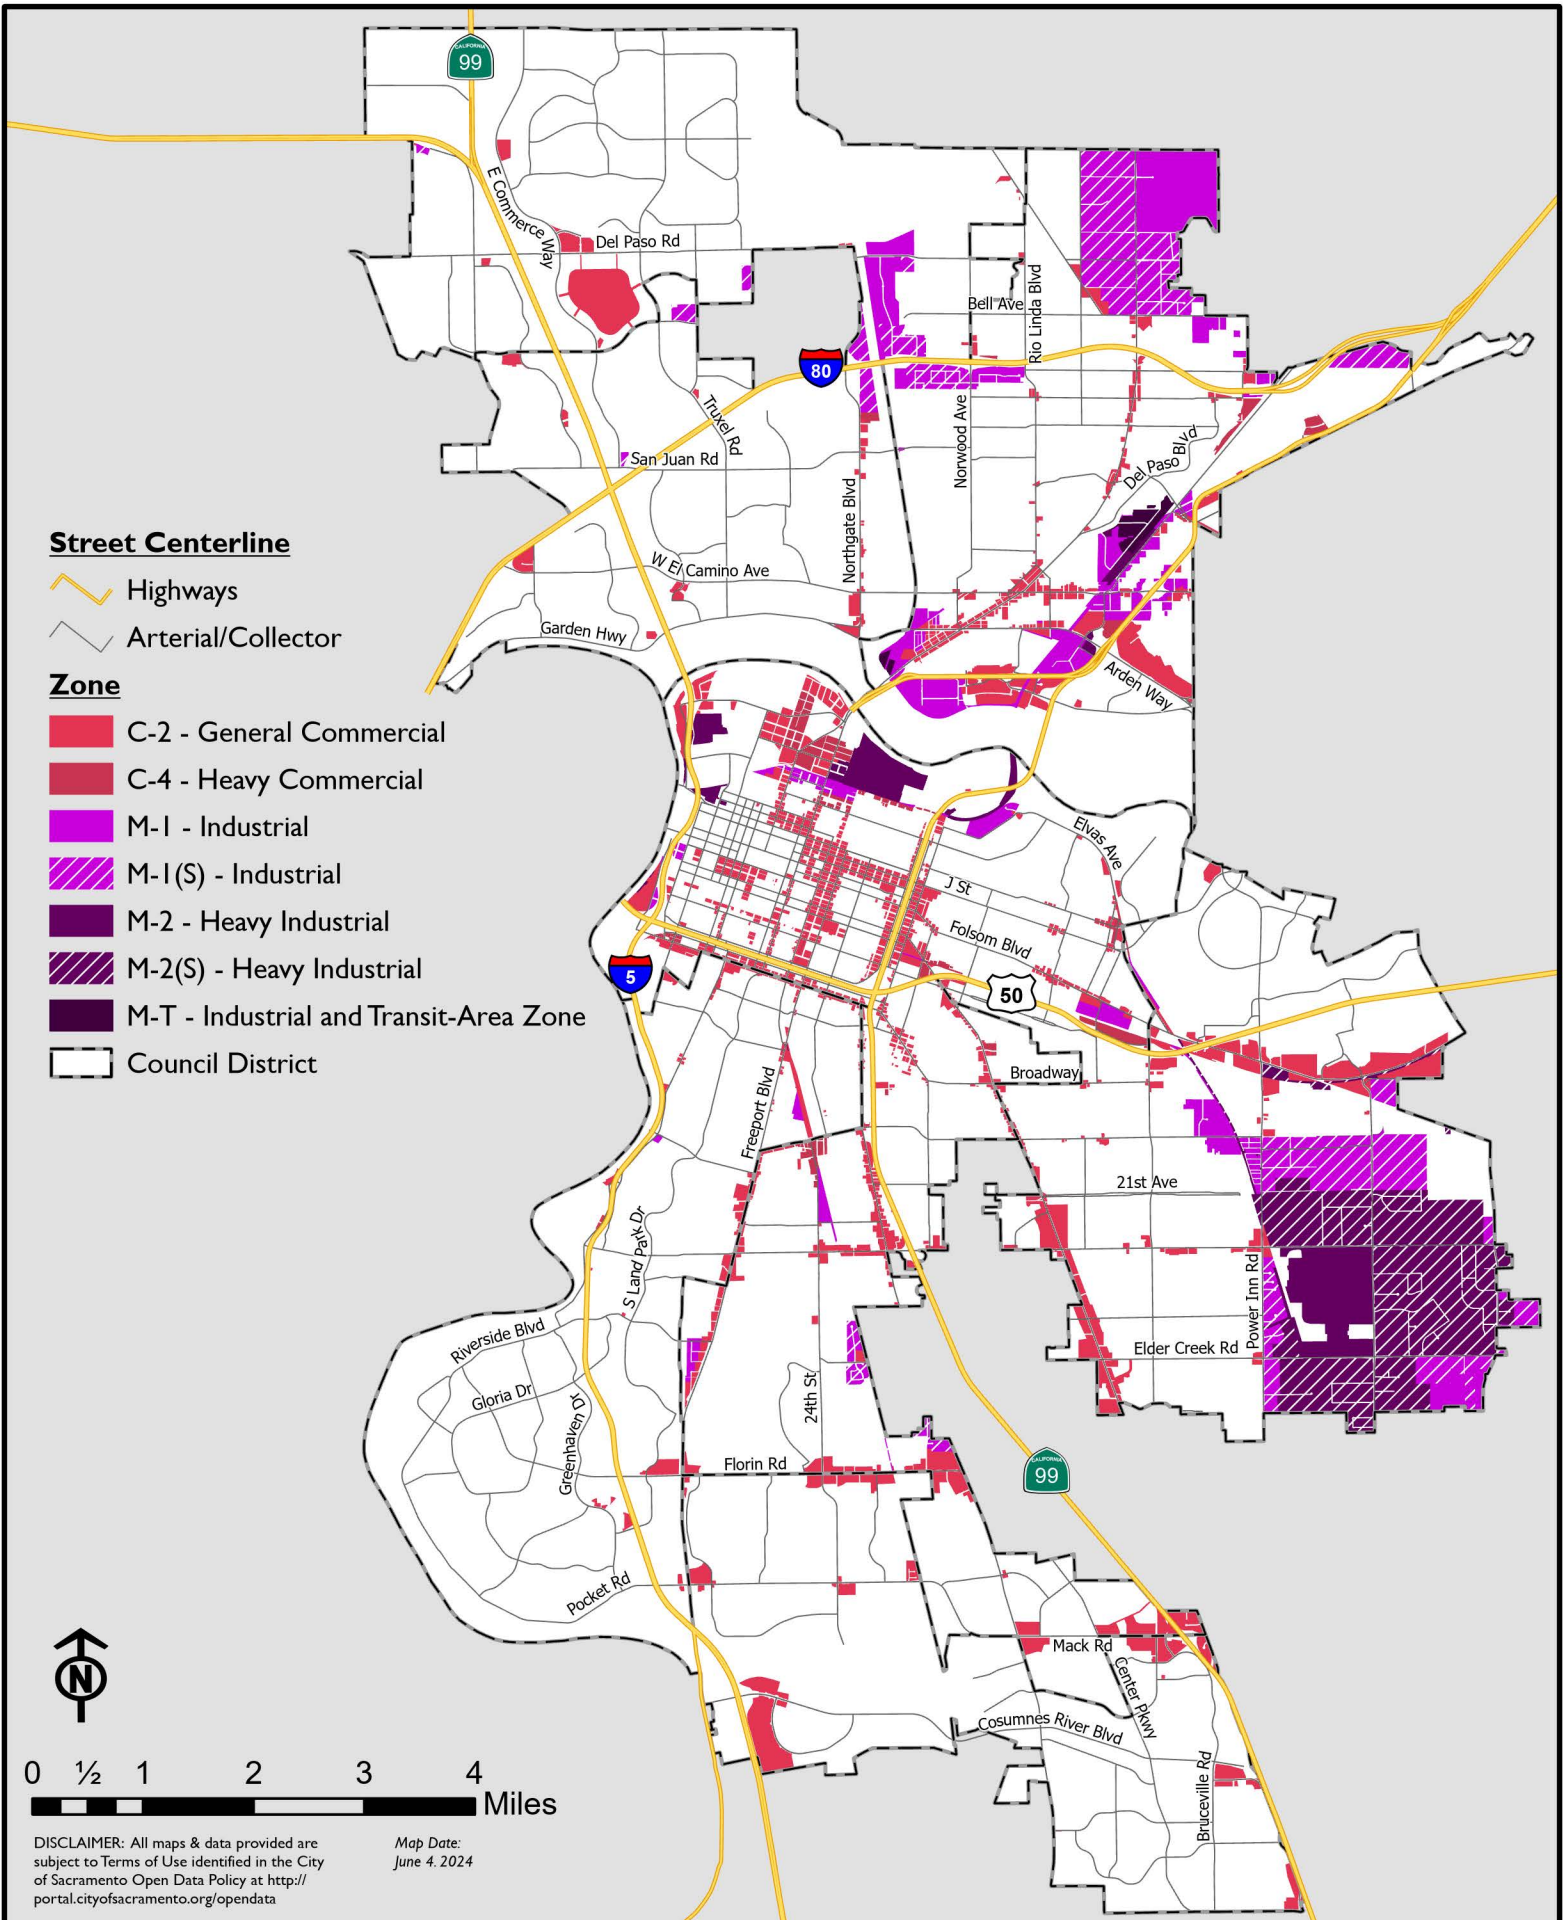 CALIFORNIA
99
E Commerce Way
Del Paso Rd
Bell Ave
Rio Linda Blvd
80
Truxel Rd
Norwood Ave
San Juan Rd
Del Paso Blvd
Northgate Blvd
W El Camino Ave
Garden Hwy
Arden Way
Street Centerline
Highways
Arterial/Collector
Zone
C-2 - General Commercial
C-4 - Heavy Commercial
M-1 - Industrial
M-1(S) - Industrial
M-2 - Heavy Industrial
M-2(S) - Heavy Industrial
M-T - Industrial and Transit-Area Zone
Council District
Elvas Ave
J St
Folsom Blvd
5
50
Broadway
Freeport Blvd
21st Ave
S Land Park Dr
Power Inn Rd
Riverside Blvd
Elder Creek Rd
Gloria Dr
24th St
Greenhaven Dr
Florin Rd
CALIFORNIA
99
Pocket Rd
Mack Rd
Center Pkwy
Cosumnes River Blvd
Bruceville Rd
N
0 ½ 1 2 3 4
Miles
DISCLAIMER: All maps & data provided are
subject to Terms of Use identified in the City
of Sacramento Open Data Policy at http://
portal.cityofsacramento.org/opendata
Map Date:
June 4. 2024